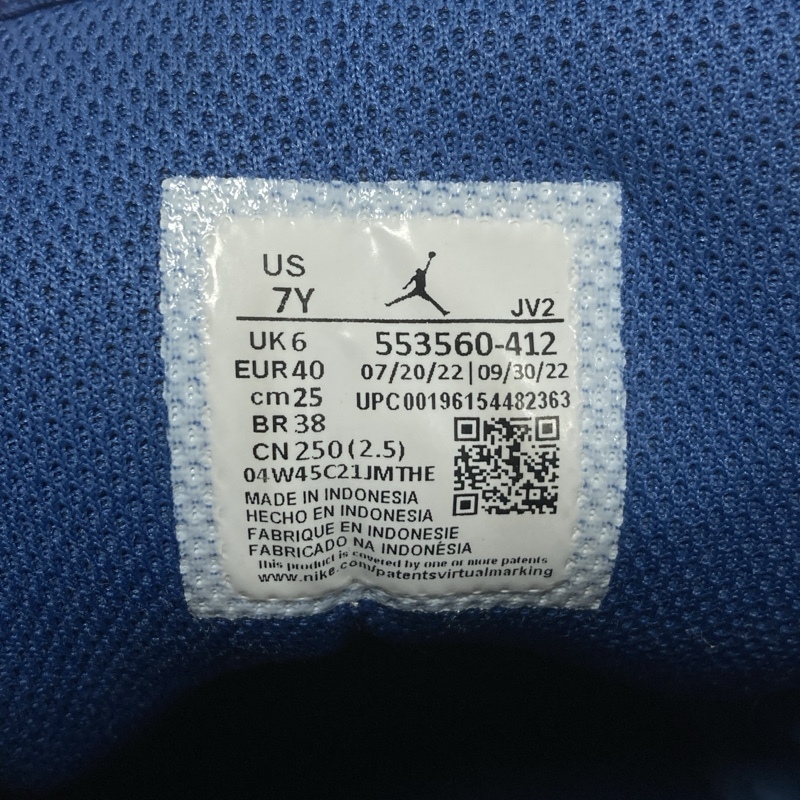 US
7Y
JV2
UK 6
553560-412
EUR 40
07/20/22|09/30/22
cm 25
UPC00196154482363
BR 38
CN 250 (2.5)
04W45C21JMTHE
MADE IN INDONESIA
HECHO EN INDONESIA
FABRIQUE EN INDONESIE
FABRICADO NA INDONÉSIA
This product is covered by one or more patents
www.nike.com/patentsvirtualmarking